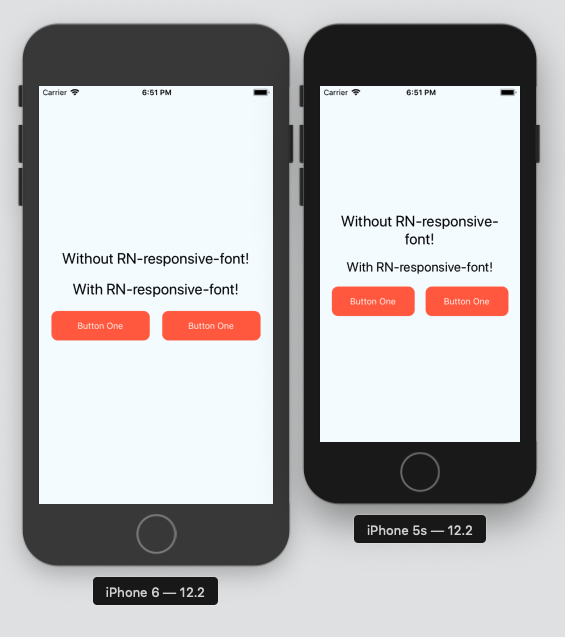 Carrier 6:51 PM
Without RN-responsive-font!
With RN-responsive-font!
Button One Button One
iPhone 6 — 12.2
Carrier 6:51 PM
Without RN-responsive-
font!
With RN-responsive-font!
Button One Button One
iPhone 5s — 12.2